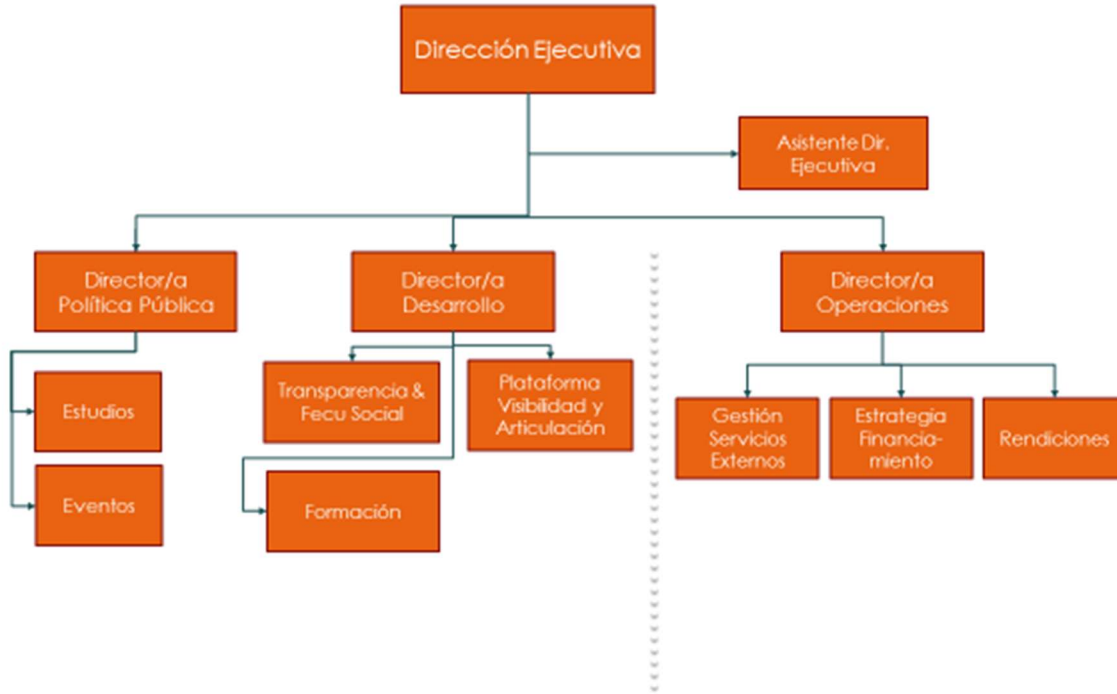 Dirección Ejecutiva
Asistente Dir.
Ejecutiva
Director/a
Política Pública
Director/a
Desarrollo
Director/a
Operaciones
Estudios
Eventos
Transparencia &
Fecu Social
Plataforma
Visibilidad y
Articulación
Formación
Gestión
Servicios
Externos
Estrategia
Financia-
miento
Rendiciones